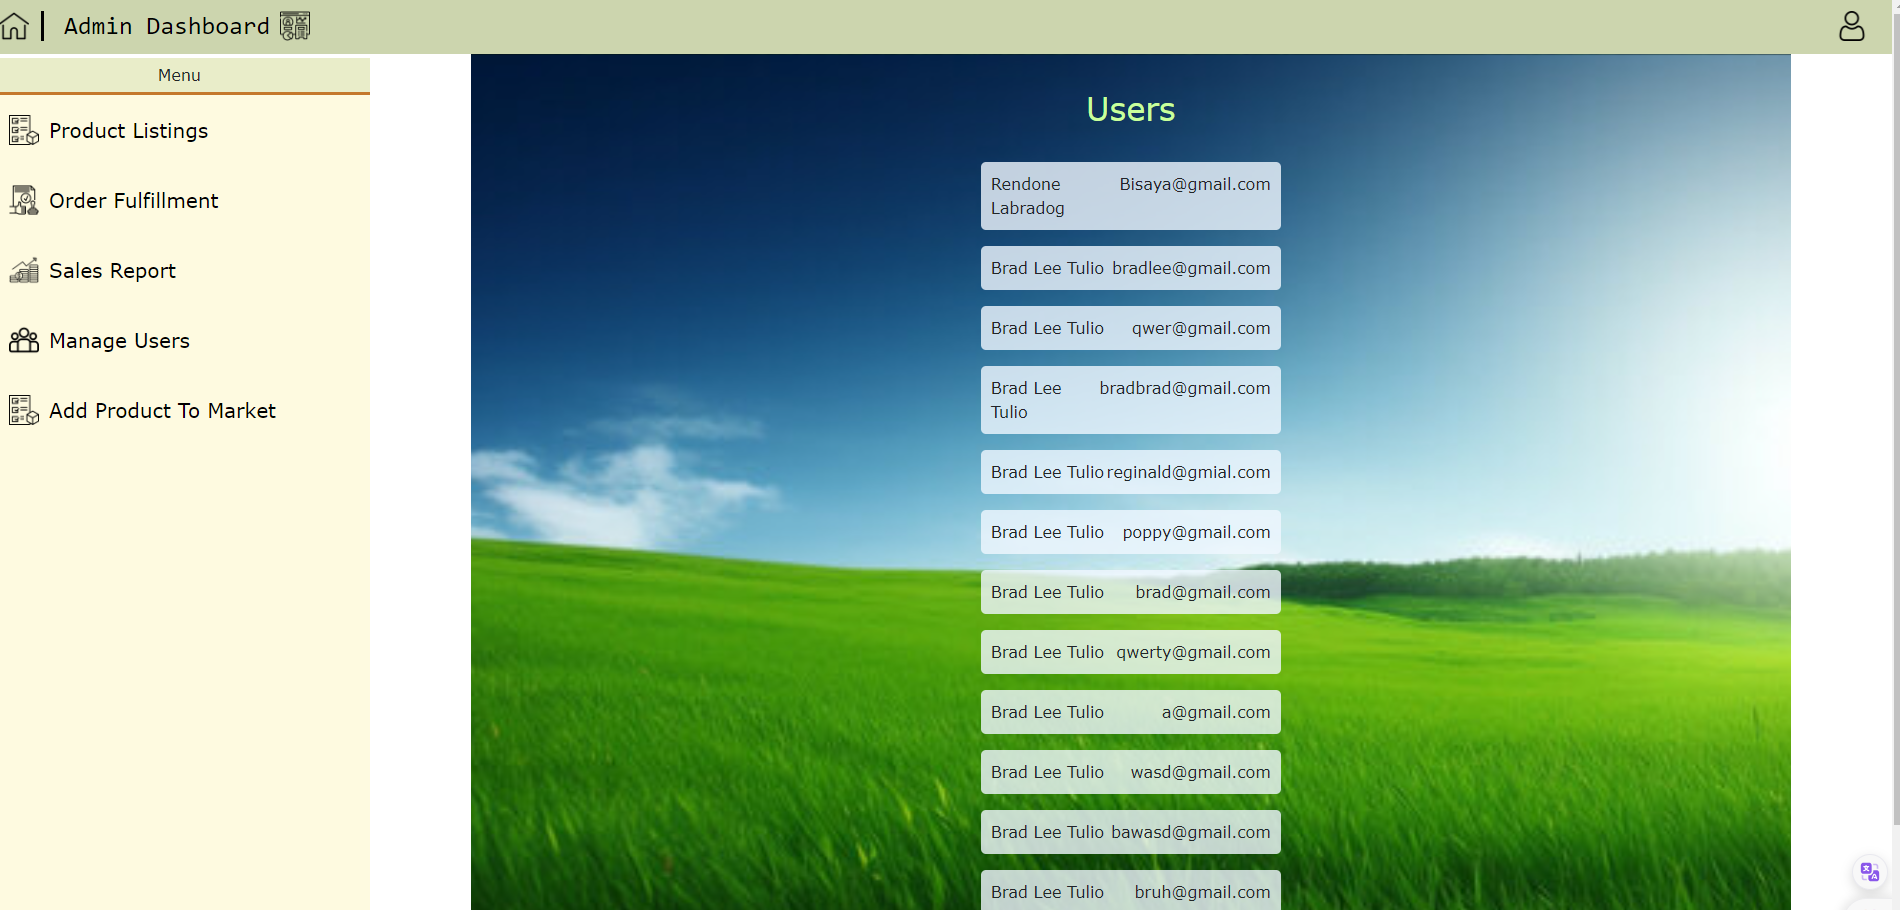 Admin Dashboard
Menu
Product Listings
Order Fulfillment
Sales Report
Manage Users
Add Product To Market
Users
Rendone Bisaya@gmail.com
Labradog
Brad Lee Tulio bradlee@gmail.com
Brad Lee Tulio qwer@gmail.com
Brad Lee bradbrad@gmail.com
Tulio
Brad Lee Tulio reginald@gmial.com
Brad Lee Tulio poppy@gmail.com
Brad Lee Tulio brad@gmail.com
Brad Lee Tulio qwerty@gmail.com
Brad Lee Tulio a@gmail.com
Brad Lee Tulio wasd@gmail.com
Brad Lee Tulio bawasd@gmail.com
Brad Lee Tulio bruh@gmail.com